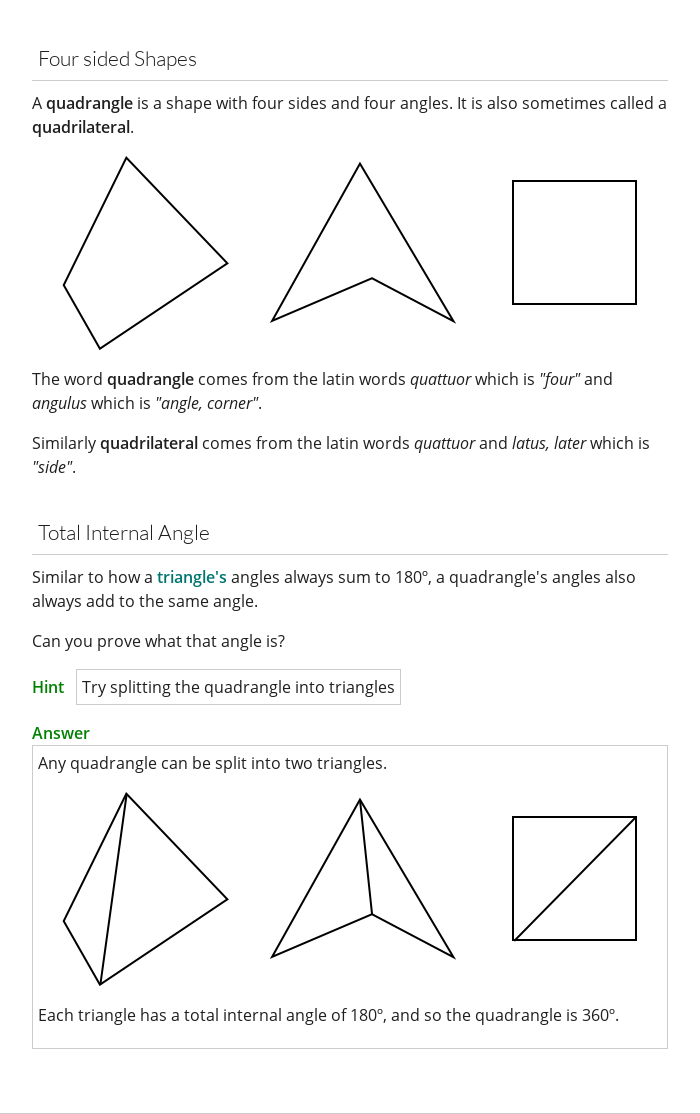 Four sided Shapes
A quadrangle is a shape with four sides and four angles. It is also sometimes called a
quadrilateral.
The word quadrangle comes from the latin words quattuor which is "four" and
angulus which is "angle, corner".
Similarly quadrilateral comes from the latin words quattuor and latus, later which is
"side".
Total Internal Angle
Similar to how a triangle's angles always sum to 180º, a quadrangle's angles also
always add to the same angle.
Can you prove what that angle is?
Hint Try splitting the quadrangle into triangles
Answer
Any quadrangle can be split into two triangles.
Each triangle has a total internal angle of 180º, and so the quadrangle is 360º.